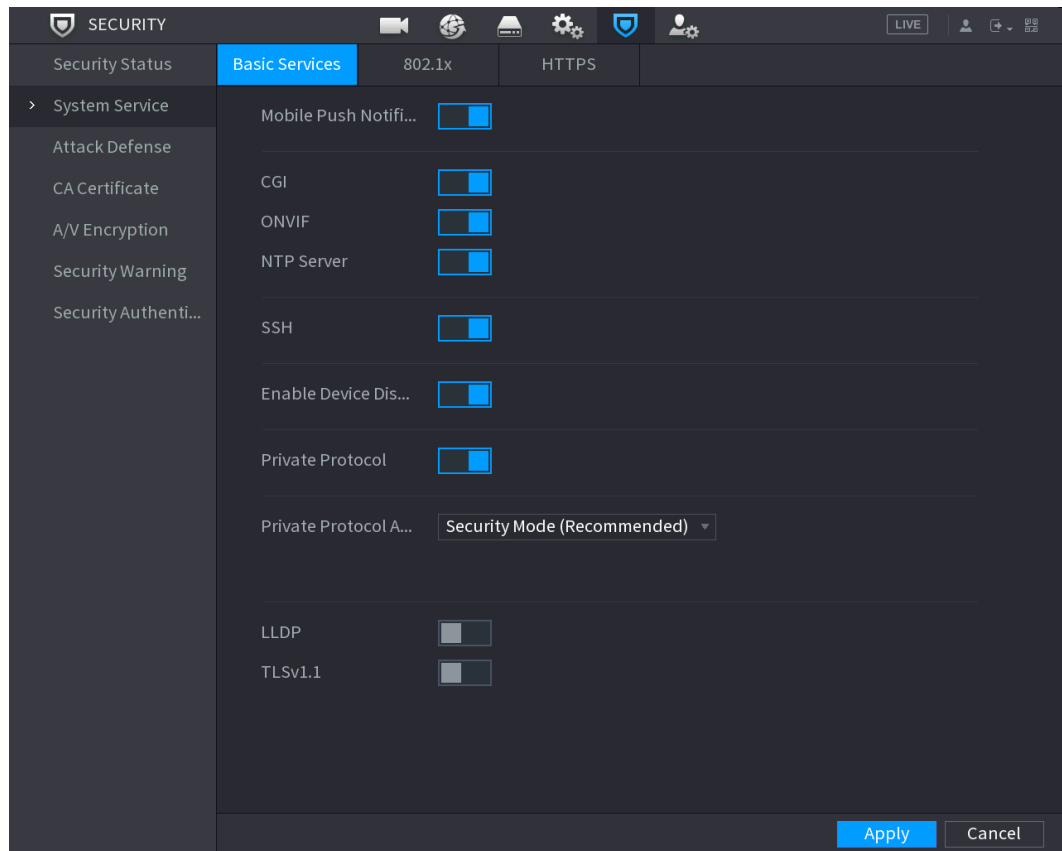 SECURITY
LIVE
Security Status
System Service
Attack Defense
CA Certificate
A/V Encryption
Security Warning
Security Authenti...
Basic Services
802.1x
HTTPS
Mobile Push Notifi...
CGI
ONVIF
NTP Server
SSH
Enable Device Dis...
Private Protocol
Private Protocol A...
Security Mode (Recommended)
LLDP
TLSv1.1
Apply
Cancel